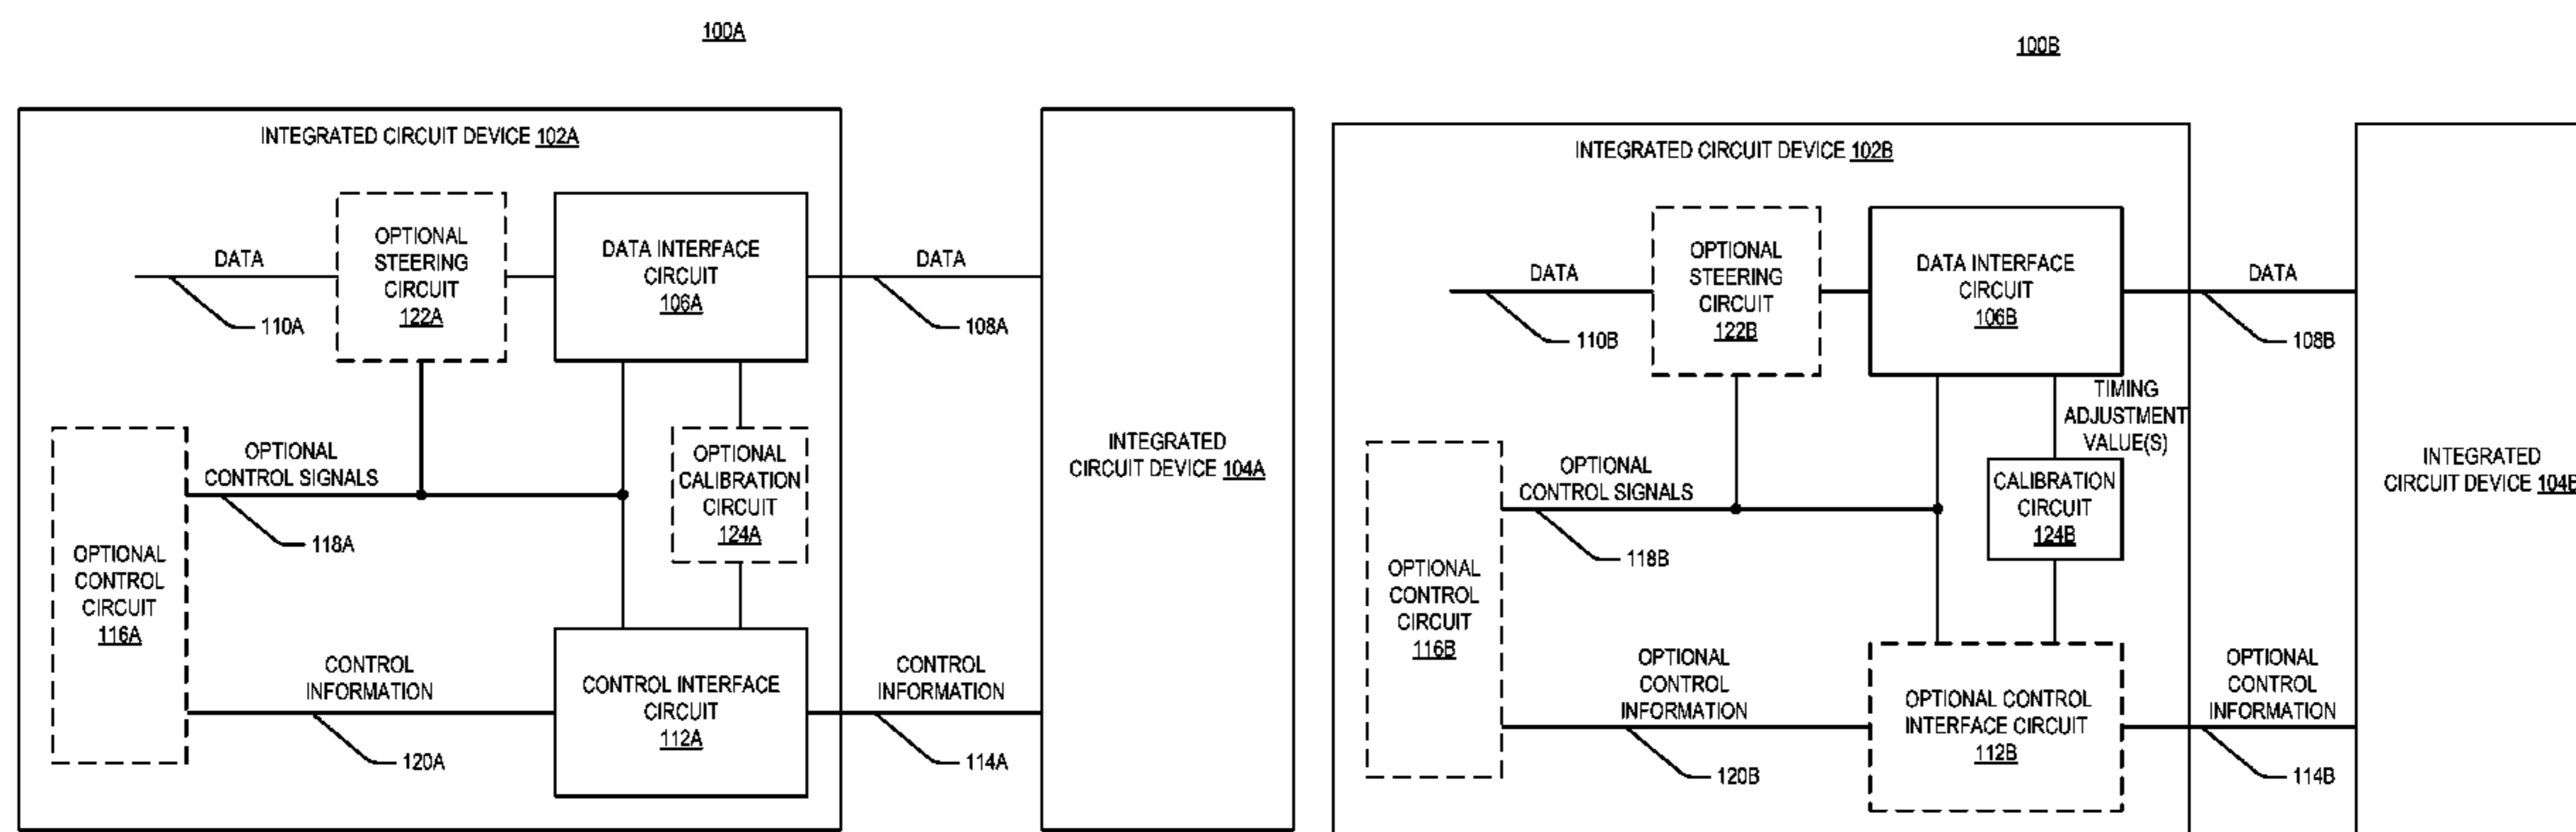 100A
INTEGRATED CIRCUIT DEVICE 102A
DATA
110A
OPTIONAL
STEERING
CIRCUIT
122A
DATA INTERFACE
CIRCUIT
106A
DATA
108A
OPTIONAL
CONTROL SIGNALS
118A
OPTIONAL
CALIBRATION
CIRCUIT
124A
OPTIONAL
CONTROL
CIRCUIT
116A
CONTROL
INFORMATION
120A
CONTROL INTERFACE
CIRCUIT
112A
CONTROL
INFORMATION
114A
INTEGRATED
CIRCUIT DEVICE 104A
100B
INTEGRATED CIRCUIT DEVICE 102B
DATA
110B
OPTIONAL
STEERING
CIRCUIT
122B
DATA INTERFACE
CIRCUIT
106B
DATA
108B
TIMING
ADJUSTMENT
VALUE(S)
OPTIONAL
CONTROL SIGNALS
118B
CALIBRATION
CIRCUIT
124B
OPTIONAL
CONTROL
CIRCUIT
116B
OPTIONAL
CONTROL
INFORMATION
120B
OPTIONAL CONTROL
INTERFACE CIRCUIT
112B
OPTIONAL
CONTROL
INFORMATION
114B
INTEGRATED
CIRCUIT DEVICE 104B